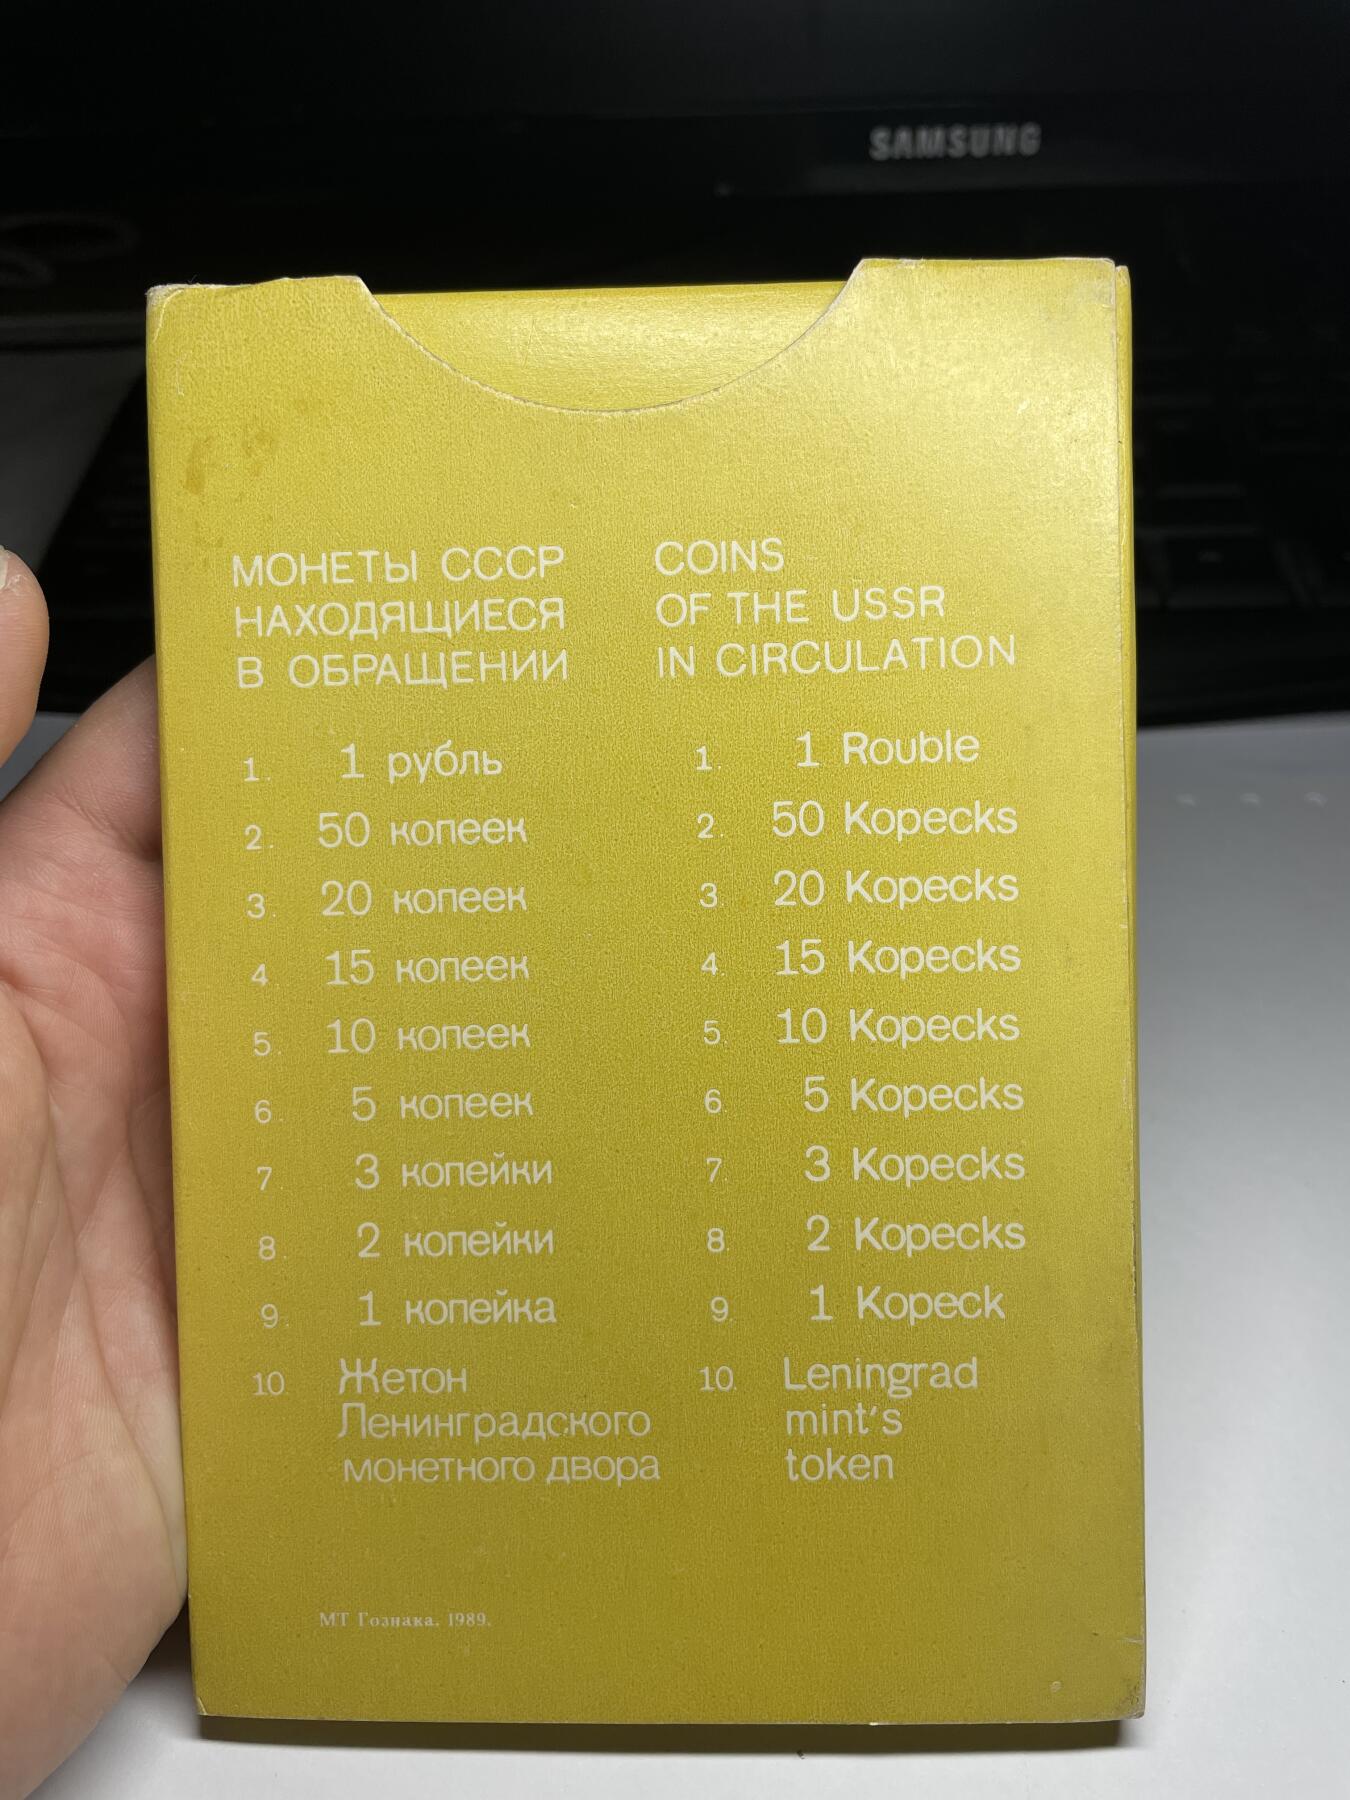 SAMSUNG
МОНЕТЫ СССР
НАХОДЯЩИЕСЯ
В ОБРАЩЕНИИ
1. 1 рубль
2. 50 копеек
3. 20 копеек
4 15 копеек
5. 10 копеек
6. 5 копеек
7. 3 копейки
8. 2 копейки
9. 1 копейка
10 Жетон
Ленинградского
монетного двора
COINS
OF THE USSR
IN CIRCULATION
1. 1 Rouble
2. 50 Kopecks
3. 20 Kopecks
4. 15 Kopecks
5. 10 Kopecks
6. 5 Kopecks
7. 3 Kopecks
8. 2 Kopecks
9. 1 Kopeck
10. Leningrad
mint's
token
МТ Гознака. 1989.